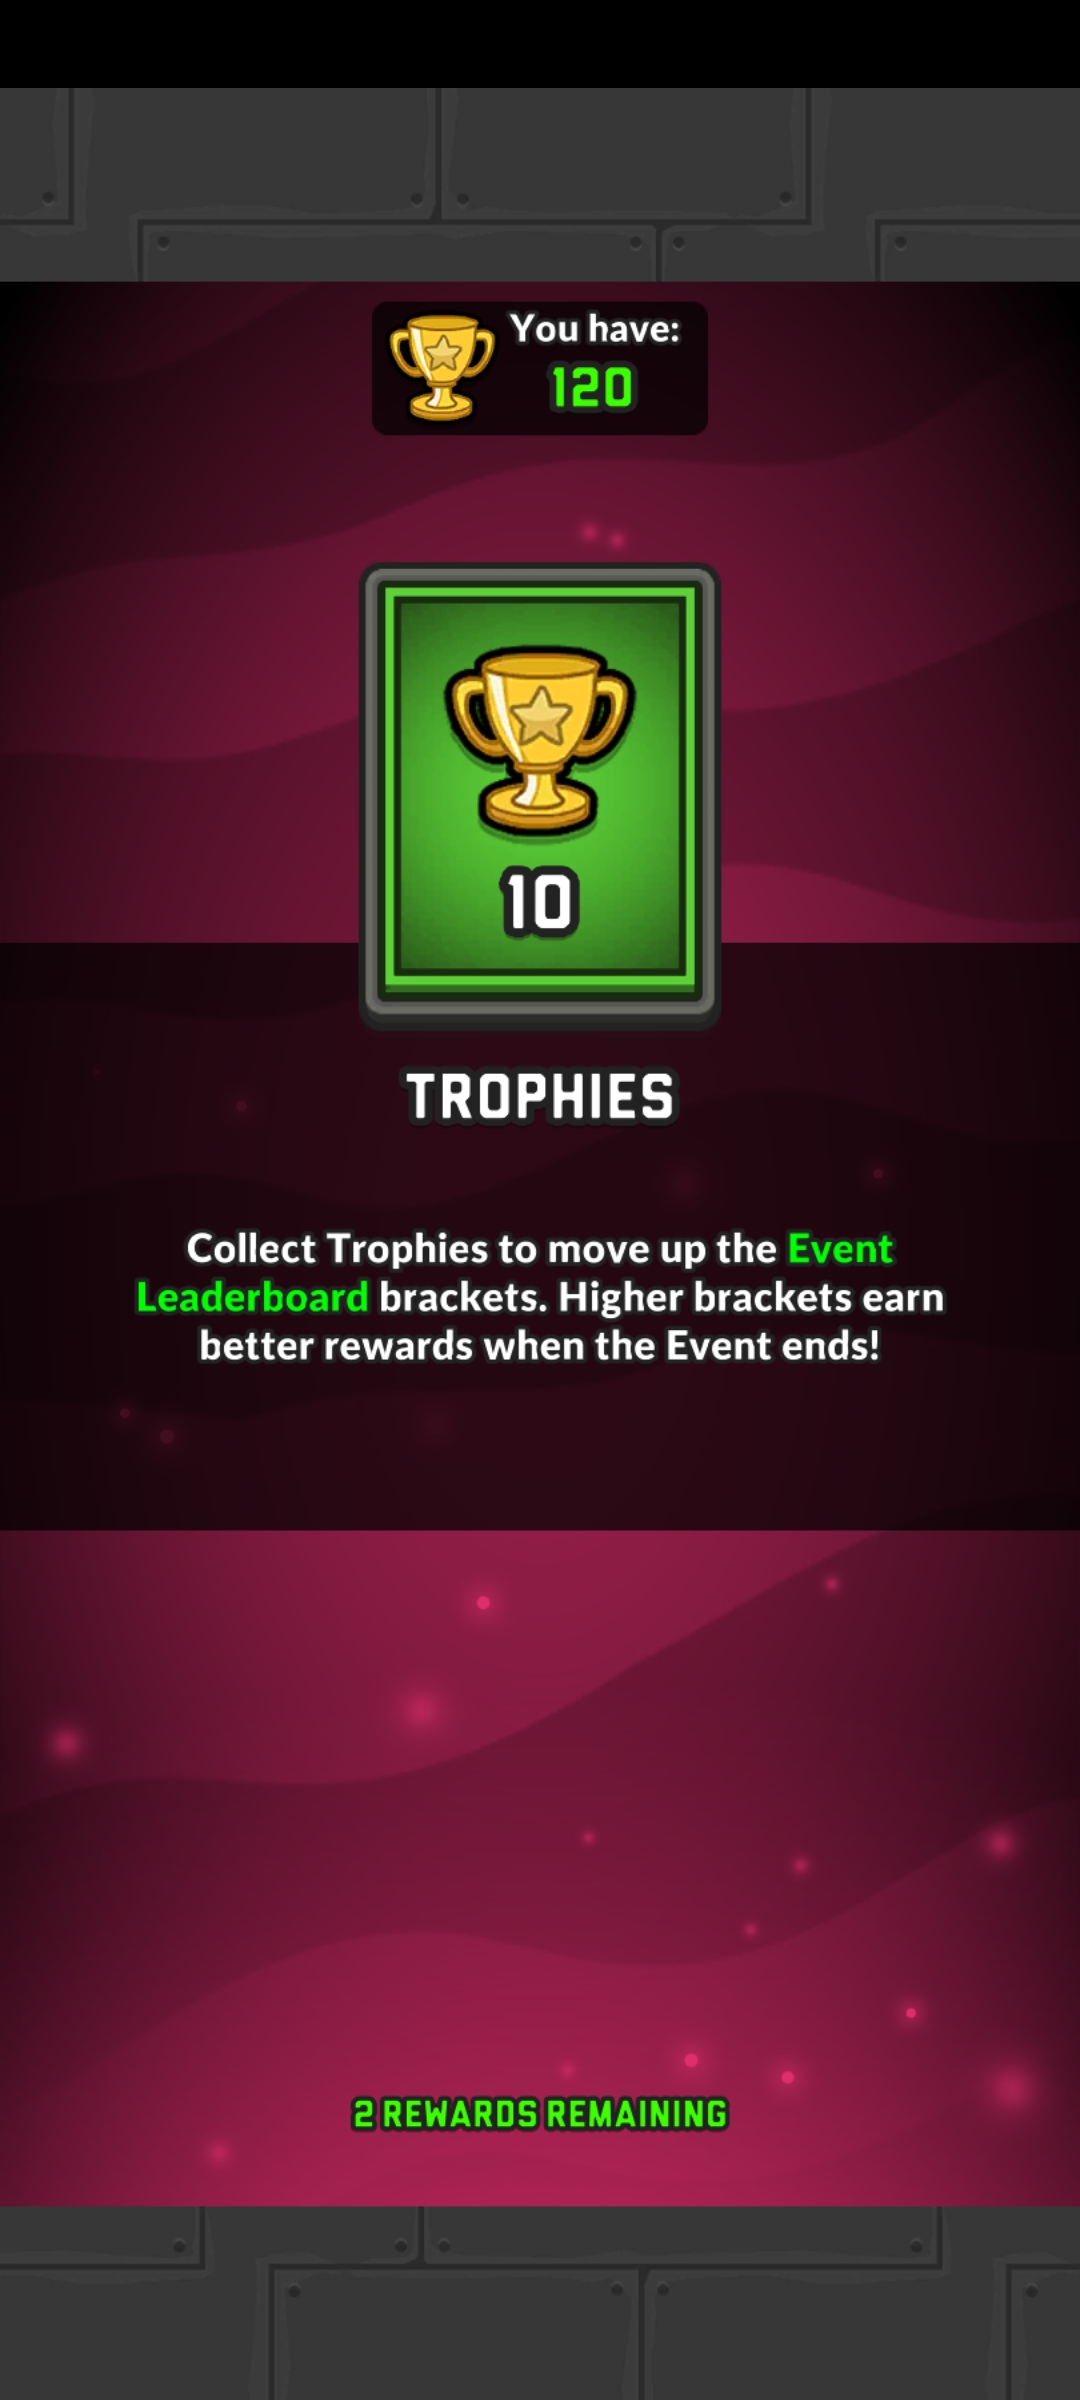 You have:
120
10
TROPHIES
Collect Trophies to move up the Event
Leaderboard brackets. Higher brackets earn
better rewards when the Event ends!
2 REWARDS REMAINING